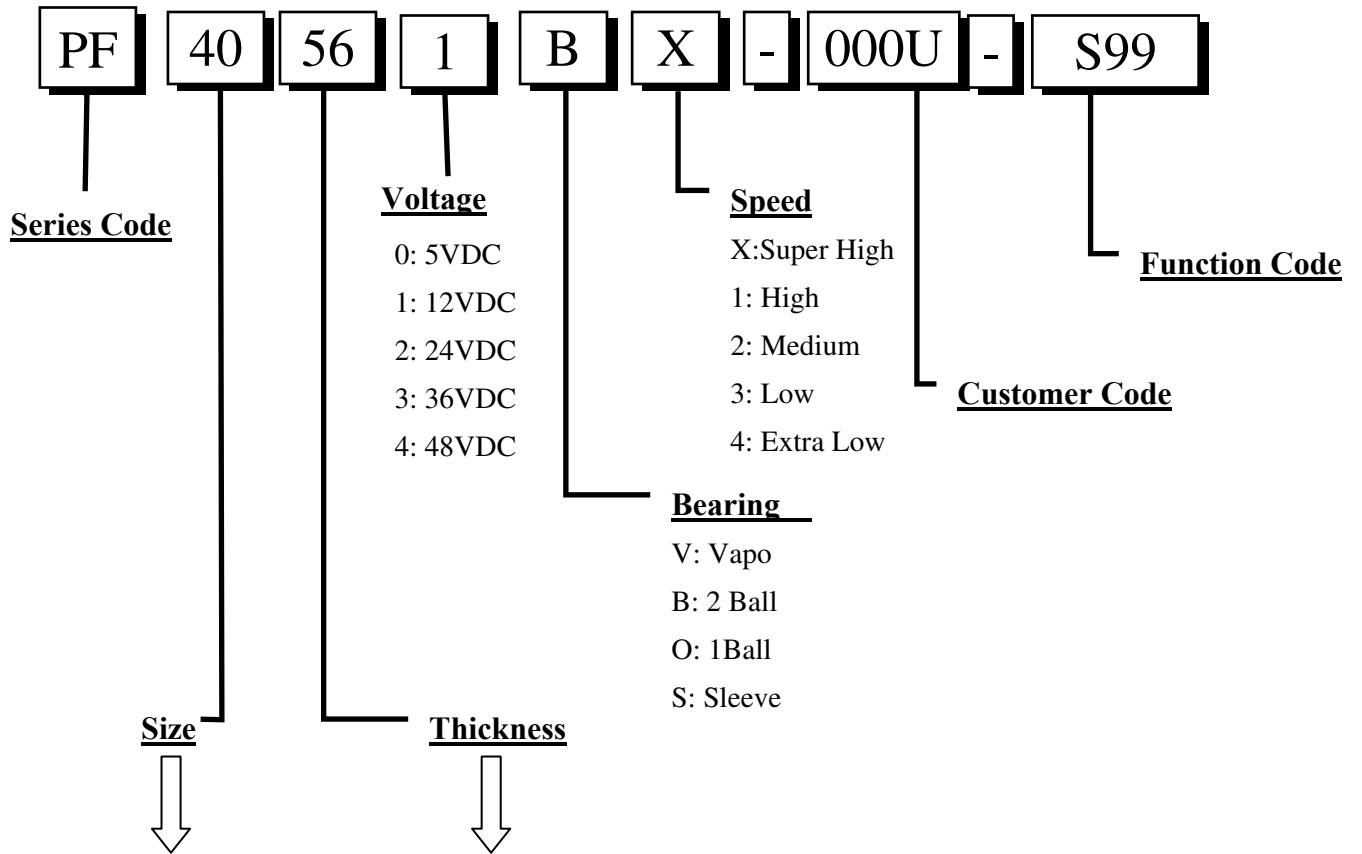 PF 40 56 1 B X - 000U - S99
Series Code
Voltage
0: 5VDC
1: 12VDC
2: 24VDC
3: 36VDC
4: 48VDC
Speed
X:Super High
1: High
2: Medium
3: Low
4: Extra Low
Function Code
Customer Code
Bearing
V: Vapo
B: 2 Ball
O: 1Ball
S: Sleeve
Size
Thickness